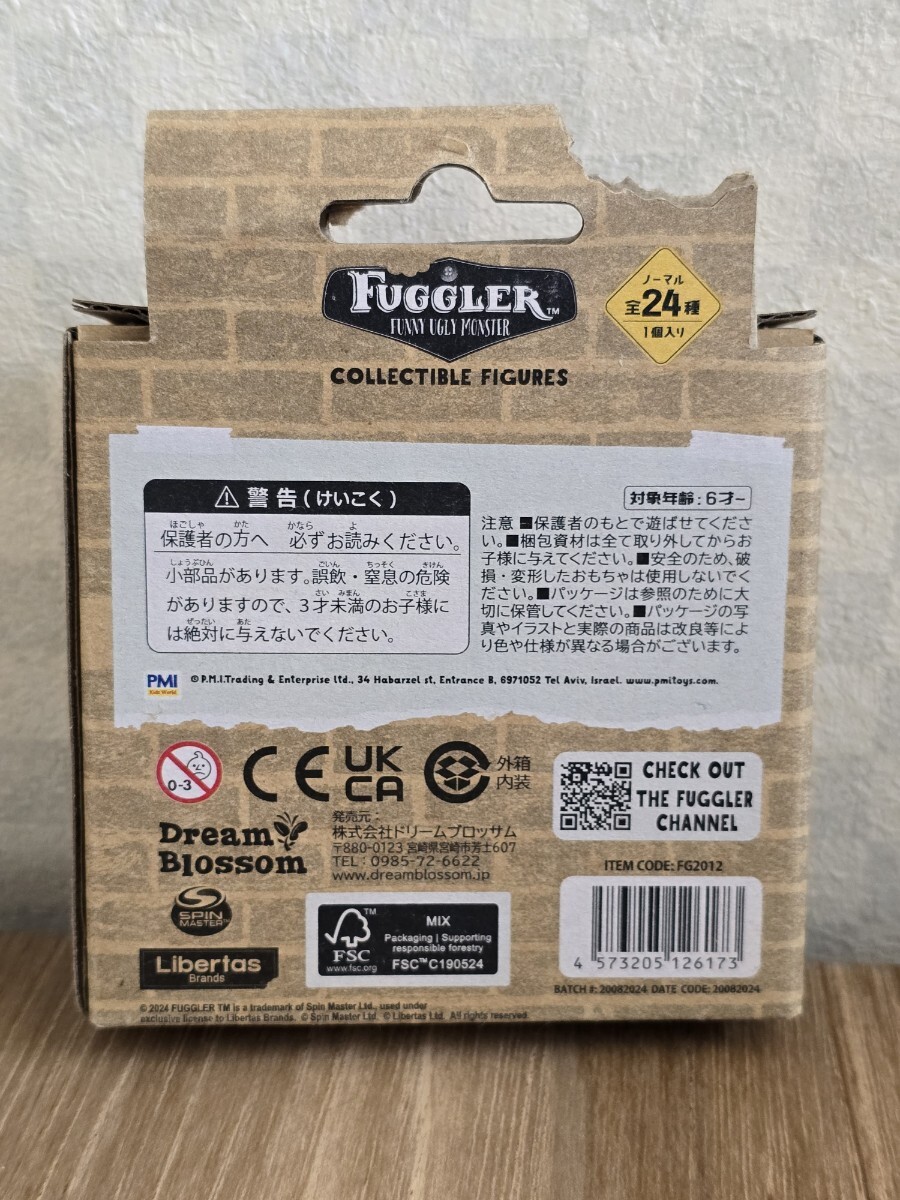 FUGGLER™
FUNNY UGLY MONSTER
COLLECTIBLE FIGURES
ノーマル
全24種
1個入り
⚠ 警告(けいこく)
保護者の方へ 必ずお読みください。
小部品があります。誤飲・窒息の危険
がありますので、3才未満のお子様に
は絶対に与えないでください。
対象年齢:6才~
注意 ■保護者のもとで遊ばせてくださ
い。■梱包資材は全て取り外してからお
子様に与えてください。■安全のため、破
損・変形したおもちゃは使用しないでく
ださい。■パッケージは参照のために大
切に保管してください。■パッケージの写
真やイラストと実際の商品は改良等によ
り色や仕様が異なる場合がございます。
PMI
Kids World
© P.M.I.Trading & Enterprise ltd., 34 Habarzel st, Entrance B, 6971052 Tel Aviv, Israel. www.pmitoys.com.
0-3
CE
UK
CA
外箱
内装
CHECK OUT
THE FUGGLER
CHANNEL
Dream
Blossom
発売元:
株式会社ドリームブロッサム
〒880-0123 宮崎県宮崎市芳士607
TEL:0985-72-6622
www.dreamblossom.jp
ITEM CODE: FG2012
SPIN
MASTER™
Libertas
Brands
FSC
www.fsc.org
MIX
Packaging | Supporting
responsible forestry
FSC™ C190524
4 573205 126173
BATCH #: 20082024 DATE CODE: 20082024
© 2024 FUGGLER TM is a trademark of Spin Master Ltd., used under
exclusive license to Libertas Brands. © Spin Master Ltd. © Libertas Ltd. All rights reserved.